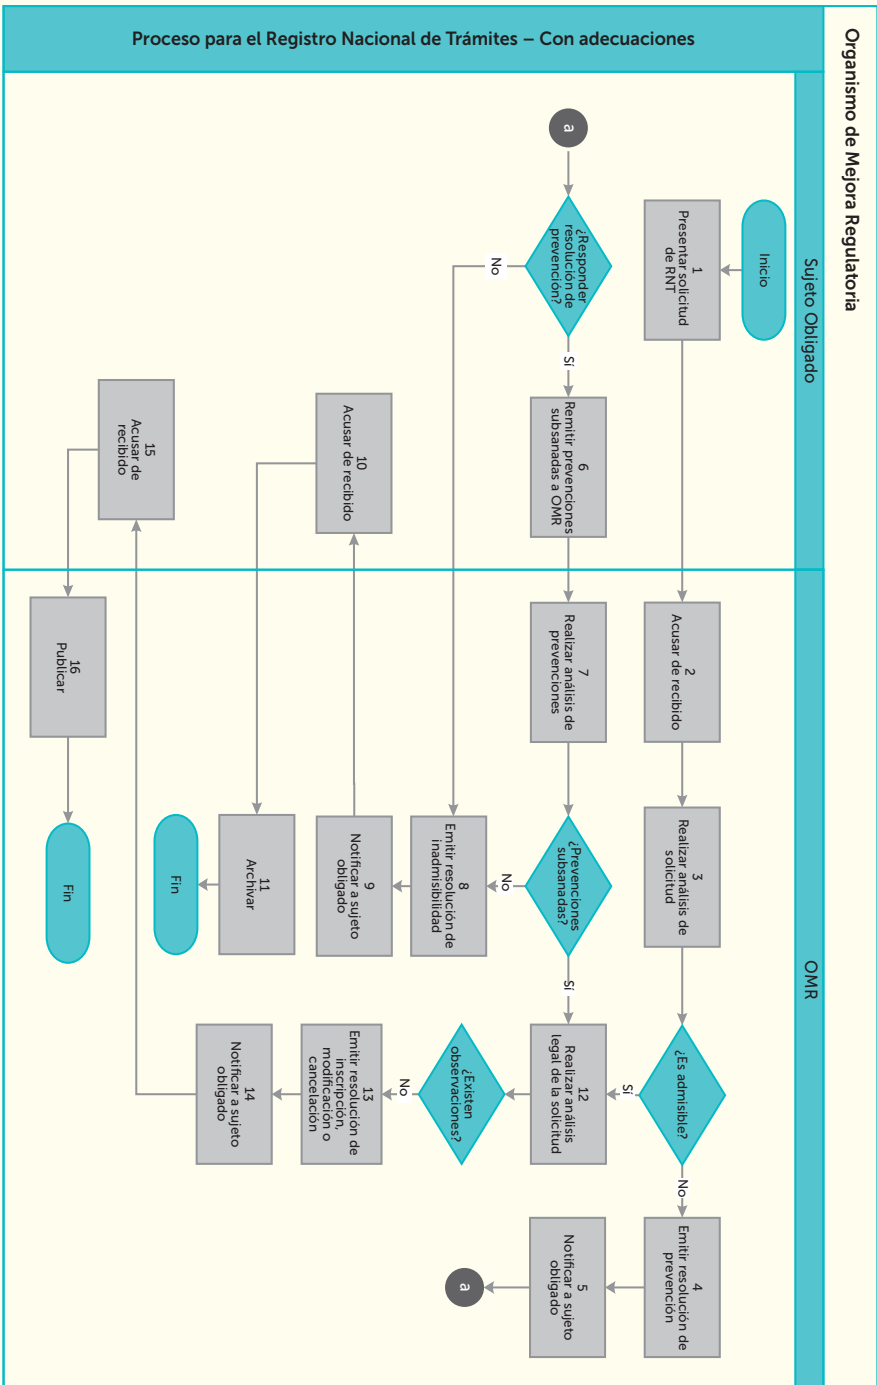 Proceso para el Registro Nacional de Trámites – Con adecuaciones
Organismo de Mejora Regulatoria
Sujeto Obligado
OMR
Inicio
1
Presentar solicitud
de RNT
2
Acusar de recibido
3
Realizar análisis de
solicitud
¿Es admisible?
No
Sí
4
Emitir resolución de
prevención
5
Notificar a sujeto
obligado
a
a
¿Responder
resolución de
prevención?
Sí
No
6
Remitir prevenciones
subsanadas a OMR
7
Realizar análisis de
prevenciones
¿Prevenciones
subsanadas?
Sí
No
8
Emitir resolución de
inadmisibilidad
9
Notificar a sujeto
obligado
10
Acusar de recibido
11
Archivar
Fin
12
Realizar análisis
legal de la solicitud
¿Existen
observaciones?
No
13
Emitir resolución de
inscripción,
modificación o
cancelación
14
Notificar a sujeto
obligado
15
Acusar de
recibido
16
Publicar
Fin